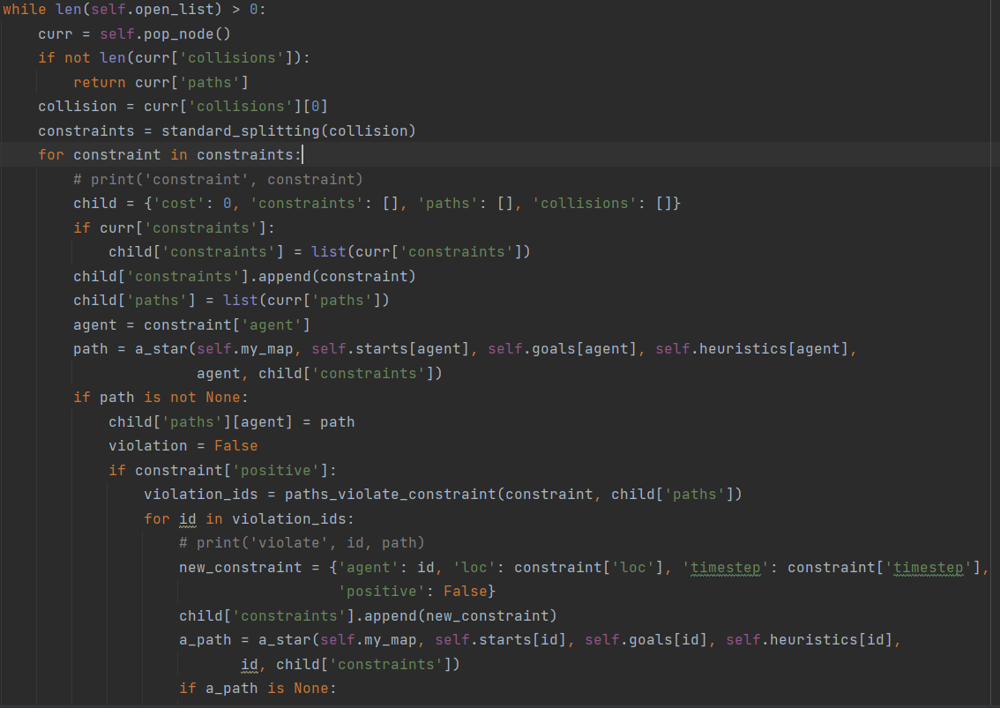 while len(self.open_list) > 0:
    curr = self.pop_node()
    if not len(curr['collisions']):
        return curr['paths']
    collision = curr['collisions'][0]
    constraints = standard_splitting(collision)
    for constraint in constraints:
        # print('constraint', constraint)
        child = {'cost': 0, 'constraints': [], 'paths': [], 'collisions': []}
        if curr['constraints']:
            child['constraints'] = list(curr['constraints'])
        child['constraints'].append(constraint)
        child['paths'] = list(curr['paths'])
        agent = constraint['agent']
        path = a_star(self.my_map, self.starts[agent], self.goals[agent], self.heuristics[agent],
                      agent, child['constraints'])
        if path is not None:
            child['paths'][agent] = path
            violation = False
            if constraint['positive']:
                violation_ids = paths_violate_constraint(constraint, child['paths'])
                for id in violation_ids:
                    # print('violate', id, path)
                    new_constraint = {'agent': id, 'loc': constraint['loc'], 'timestep': constraint['timestep'],
                                      'positive': False}
                    child['constraints'].append(new_constraint)
                    a_path = a_star(self.my_map, self.starts[id], self.goals[id], self.heuristics[id],
                           id, child['constraints'])
                    if a_path is None: